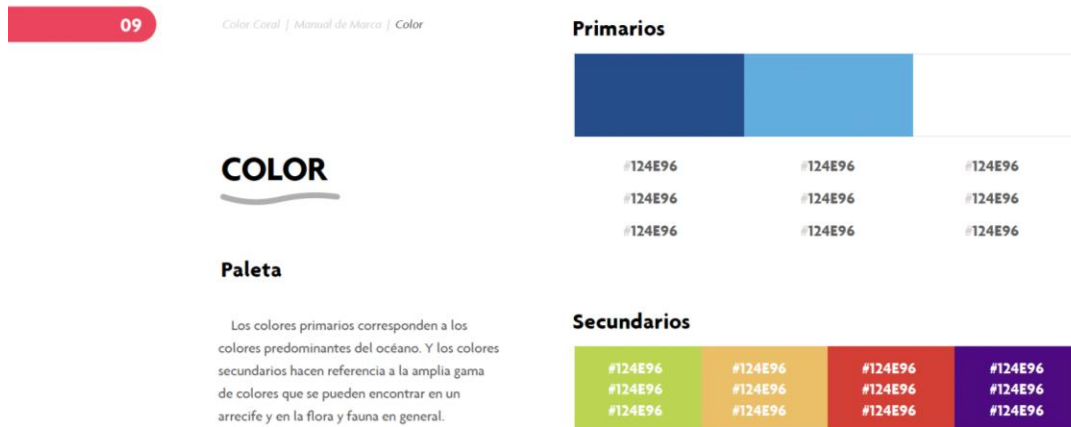 09
Color Coral | Manual de Marca | Color
COLOR
Paleta
Los colores primarios corresponden a los
colores predominantes del océano. Y los colores
secundarios hacen referencia a la amplia gama
de colores que se pueden encontrar en un
arrecife y en la flora y fauna en general.
Primarios
#124E96 #124E96 #124E96
#124E96 #124E96 #124E96
#124E96 #124E96 #124E96
Secundarios
#124E96 #124E96 #124E96 #124E96
#124E96 #124E96 #124E96 #124E96
#124E96 #124E96 #124E96 #124E96